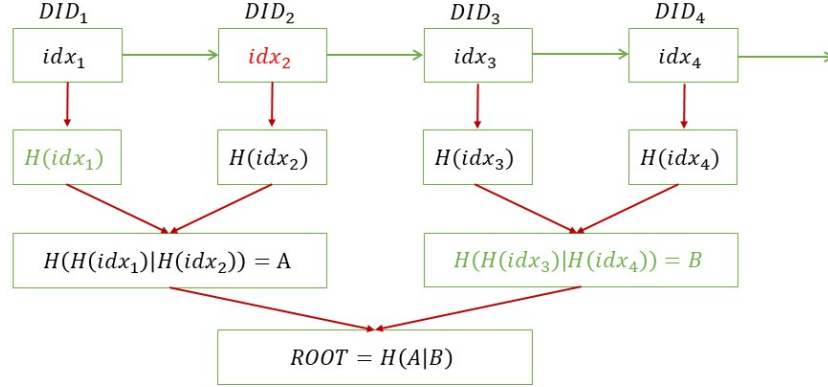 DID₁ DID₂ DID₃ DID₄
idx₁ idx₂ idx₃ idx₄
H(idx₁) H(idx₂) H(idx₃) H(idx₄)
H(H(idx₁)|H(idx₂)) = A H(H(idx₃)|H(idx₄)) = B
ROOT = H(A|B)